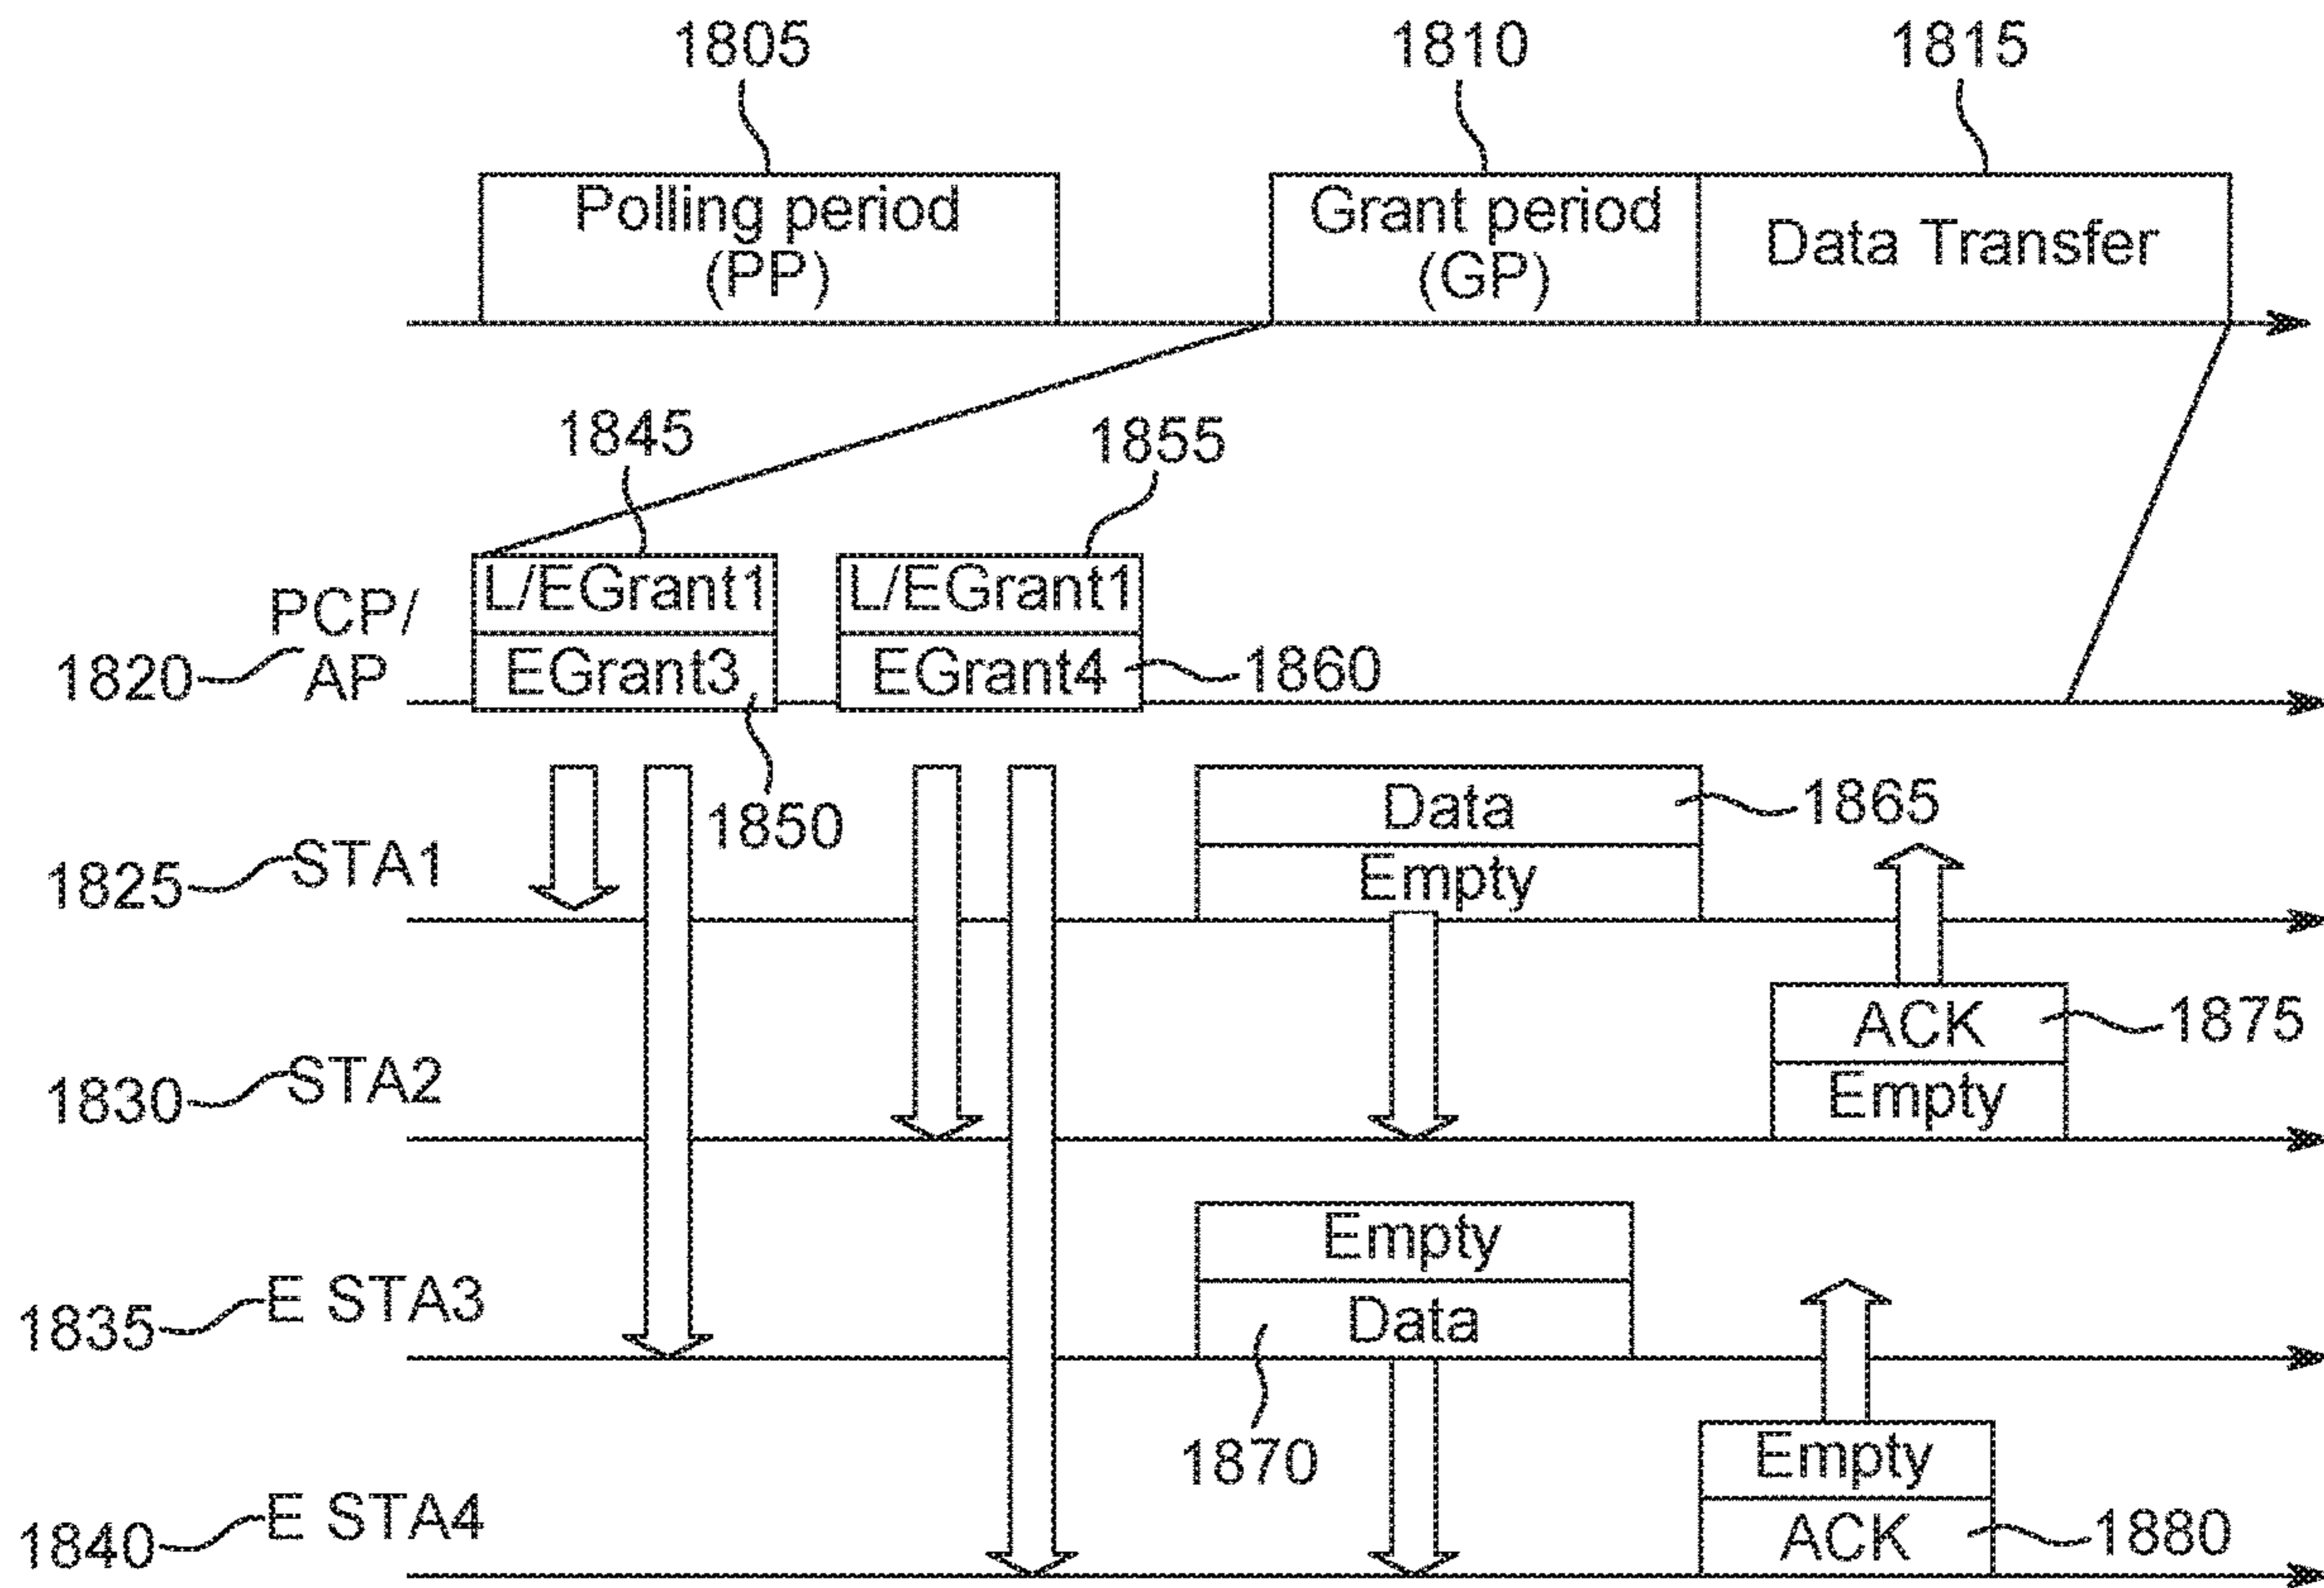 1805
1810
1815
Polling period
(PP)
Grant period
(GP)
Data Transfer
1845
1855
L/EGrant1
L/EGrant1
PCP/
AP
1820
EGrant3
EGrant4
1860
1850
Data
1865
STA1
1825
Empty
ACK
1875
STA2
1830
Empty
Empty
E STA3
1835
Data
1870
Empty
E STA4
1840
ACK
1880